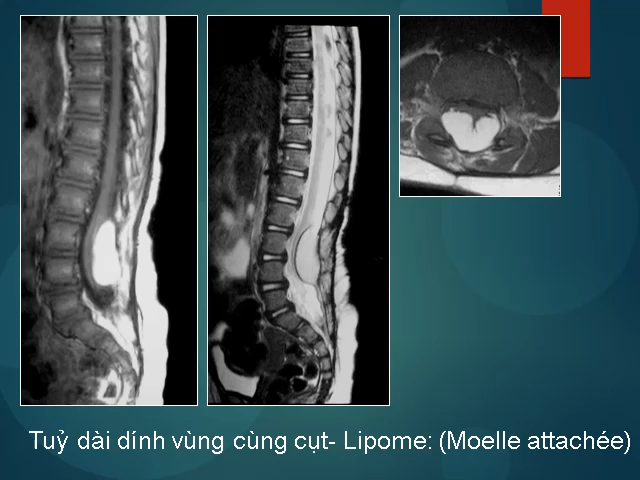 Tuỷ dài dính vùng cùng cụt- Lipome: (Moelle attachée)